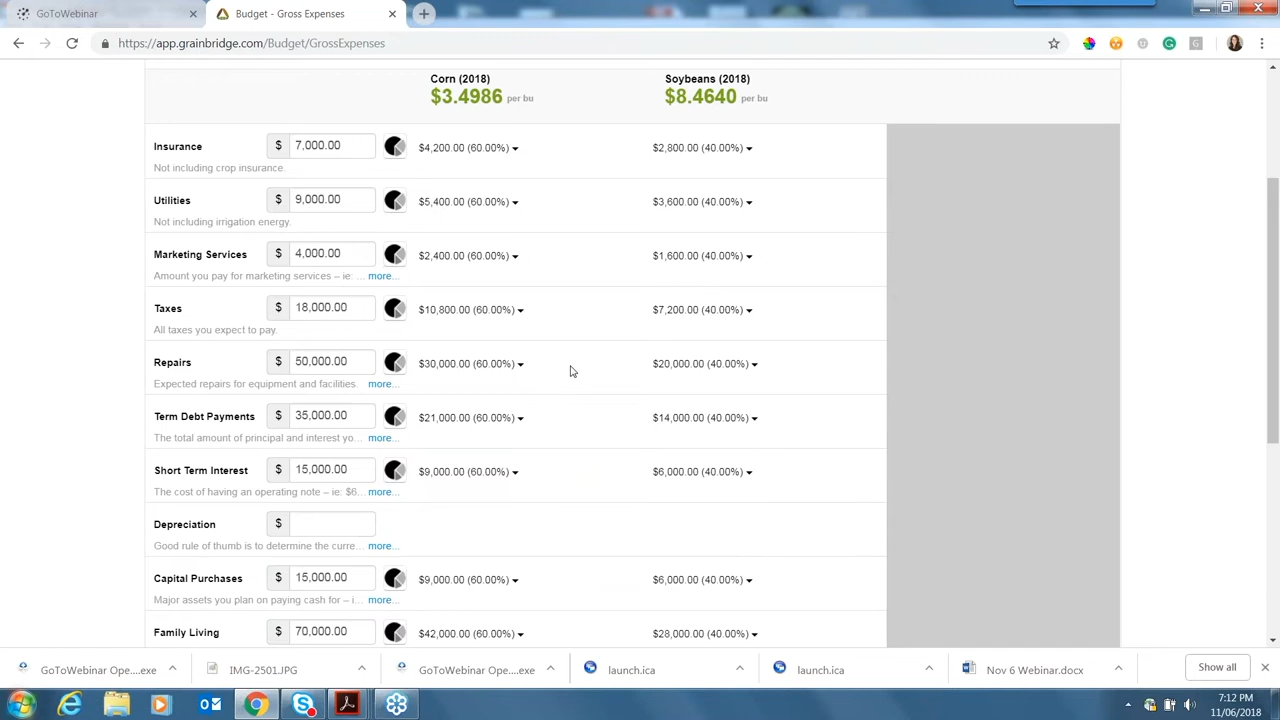 GoToWebinar
Budget - Gross Expenses
https://app.grainbridge.com/Budget/GrossExpenses
Corn (2018) Soybeans (2018)
$3.4986 per bu $8.4640 per bu
Insurance $ 7,000.00 $4,200.00 (60.00%) $2,800.00 (40.00%)
Not including crop insurance.
Utilities $ 9,000.00 $5,400.00 (60.00%) $3,600.00 (40.00%)
Not including irrigation energy.
Marketing Services $ 4,000.00 $2,400.00 (60.00%) $1,600.00 (40.00%)
Amount you pay for marketing services – ie: ... more...
Taxes $ 18,000.00 $10,800.00 (60.00%) $7,200.00 (40.00%)
All taxes you expect to pay.
Repairs $ 50,000.00 $30,000.00 (60.00%) $20,000.00 (40.00%)
Expected repairs for equipment and facilities. more...
Term Debt Payments $ 35,000.00 $21,000.00 (60.00%) $14,000.00 (40.00%)
The total amount of principal and interest yo... more...
Short Term Interest $ 15,000.00 $9,000.00 (60.00%) $6,000.00 (40.00%)
The cost of having an operating note – ie: $6... more...
Depreciation $
Good rule of thumb is to determine the curre... more...
Capital Purchases $ 15,000.00 $9,000.00 (60.00%) $6,000.00 (40.00%)
Major assets you plan on paying cash for – i... more...
Family Living $ 70,000.00 $42,000.00 (60.00%) $28,000.00 (40.00%)
GoToWebinar Ope....exe IMG-2501.JPG GoToWebinar Ope....exe launch.ica launch.ica Nov 6 Webinar.docx Show all
7:12 PM
11/06/2018